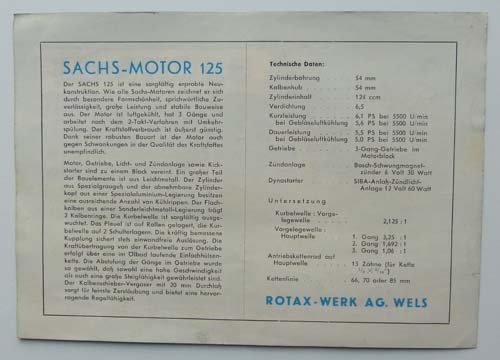 SACHS-MOTOR 125
Der SACHS 125 ist eine sorgfältig erprobte Neu-
konstruktion. Wie alle Sachs-Motoren zeichnet er sich
durch besondere Formschönheit, sprichwörtliche Zu-
verlässigkeit, große Leistung und stabile Bauweise
aus. Der Motor ist luftgekühlt, hat 3 Gänge und
arbeitet nach dem 2-Takt-Verfahren mit Umkehr-
spülung. Der Kraftstoffverbrauch ist äußerst günstig.
Dank seiner robusten Bauart ist der Motor auch
gegen Schwankungen in der Qualität des Kraftstoffes
unempfindlich.
Motor, Getriebe, Licht- und Zündanlage sowie Kick-
starter sind zu einem Block vereint. Ein großer Teil
der Bauelemente ist aus Leichtmetall. Der Zylinder
aus Spezialgrauguß und der abnehmbare Zylinder-
kopf aus einer Spezialaluminium-Legierung besitzen
eine ausreichende Anzahl von Kühlrippen. Der Flach-
kolben aus einer Sonderleichtmetall-Legierung trägt
3 Kolbenringe. Die Kurbelwelle ist sorgfältig ausge-
wuchtet. Das Pleuel ist auf Rollen gelagert, die Kur-
belwelle auf 2 Schulterlagern. Die kräftig bemessene
Kupplung sichert stets einwandfreie Auslösung. Die
Kraftübertragung von der Kurbelwelle zum Getriebe
erfolgt über eine im Ölbad laufende Einfachhülsen-
kette. Die Abstufung der Gänge im Getriebe wurde
so gewählt, daß sowohl eine hohe Geschwindigkeit
als auch eine große Steigfähigkeit gewährleistet sind.
Der Kolbenschieber-Vergaser mit 20 mm Durchlaß
sorgt für feinste Zerstäubung und bietet eine hervor-
ragende Regelfähigkeit.
Technische Daten:
Zylinderbohrung 54 mm
Kolbenhub 54 mm
Zylinderinhalt 124 ccm
Verdichtung 6,5
Kurzleistung 6,1 PS bei 5500 U/min
bei Gebläseluftkühlung 5,6 PS bei 5500 U/min
Dauerleistung 5,5 PS bei 5500 U/min
bei Gebläseluftkühlung 5,0 PS bei 5500 U/min
Getriebe 3-Gang-Getriebe im
Motorblock
Zündanlage Bosch-Schwungmagnet-
zünder 6 Volt 30 Watt
Dynastarter SIBA-Anlaß-Zündlicht-
Anlage 12 Volt 60 Watt
Untersetzung
Kurbelwelle : Vorge-
legewelle 2,125 : 1
Vorgelegewelle :
Hauptwelle 1. Gang 3,25 : 1
2. Gang 1,692 : 1
3. Gang 1,06 : 1
Antriebskettenrad auf
Hauptwelle 13 Zähne (für Kette
Kettenlinie 66, 70 oder 85 mm
ROTAX-WERK AG. WELS